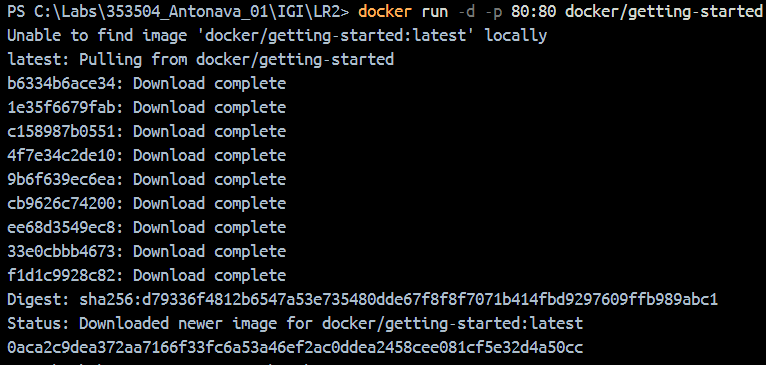 PS C:\Labs\353504_Antonava_01\IGI\LR2> docker run -d -p 80:80 docker/getting-started
Unable to find image 'docker/getting-started:latest' locally
latest: Pulling from docker/getting-started
b6334b6ace34: Download complete
1e35f6679fab: Download complete
c158987b0551: Download complete
4f7e34c2de10: Download complete
9b6f639ec6ea: Download complete
cb9626c74200: Download complete
ee68d3549ec8: Download complete
33e0cbbb4673: Download complete
f1d1c9928c82: Download complete
Digest: sha256:d79336f4812b6547a53e735480dde67f8f8f7071b414fbd9297609ffb989abc1
Status: Downloaded newer image for docker/getting-started:latest
0aca2c9dea372aa7166f33fc6a53a46ef2ac0ddea2458cee081cf5e32d4a50cc